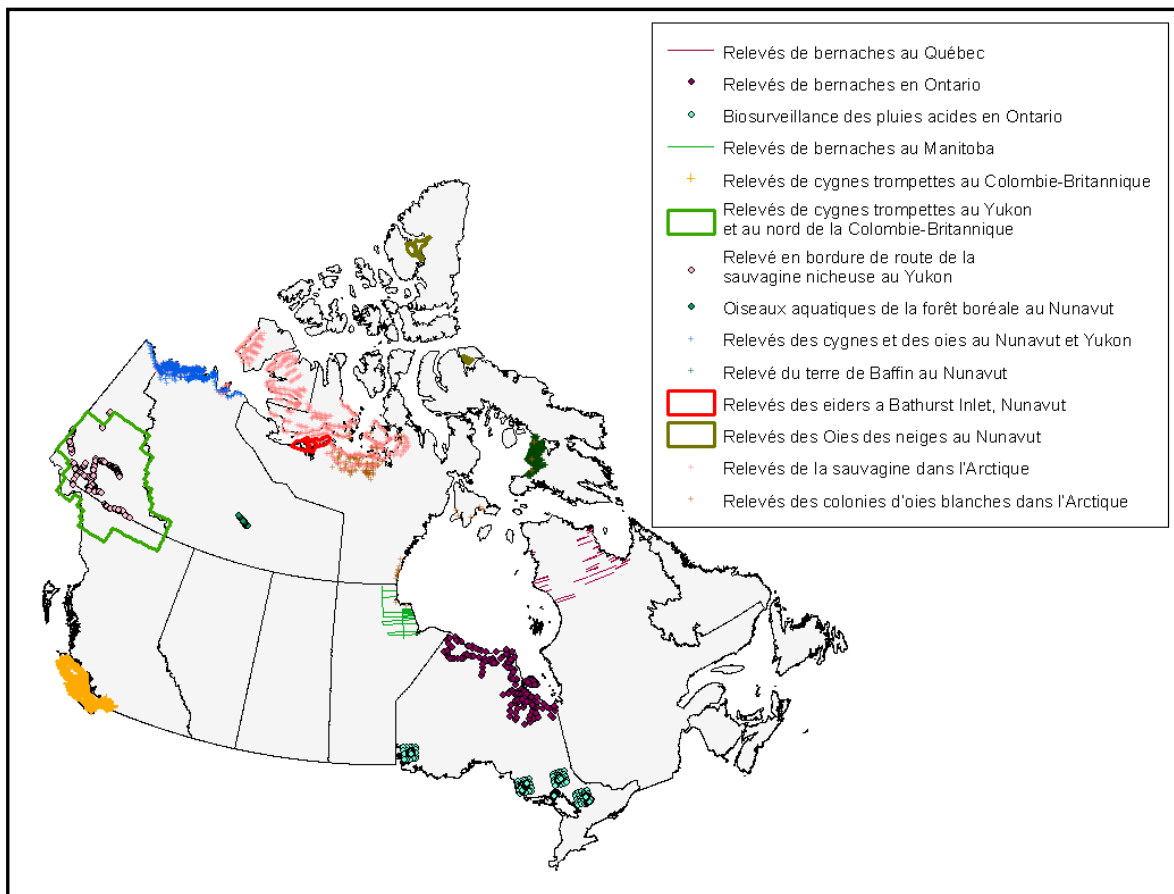 Relevés de bernaches au Québec
Relevés de bernaches en Ontario
Biosurveillance des pluies acides en Ontario
Relevés de bernaches au Manitoba
Relevés de cygnes trompettes au Colombie-Britannique
Relevés de cygnes trompettes au Yukon
et au nord de la Colombie-Britannique
Relevé en bordure de route de la
sauvagine nicheuse au Yukon
Oiseaux aquatiques de la forêt boréale au Nunavut
Relevés des cygnes et des oies au Nunavut et Yukon
Relevé du terre de Baffin au Nunavut
Relevés des eiders a Bathurst Inlet, Nunavut
Relevés des Oies des neiges au Nunavut
Relevés de la sauvagine dans l'Arctique
Relevés des colonies d'oies blanches dans l'Arctique